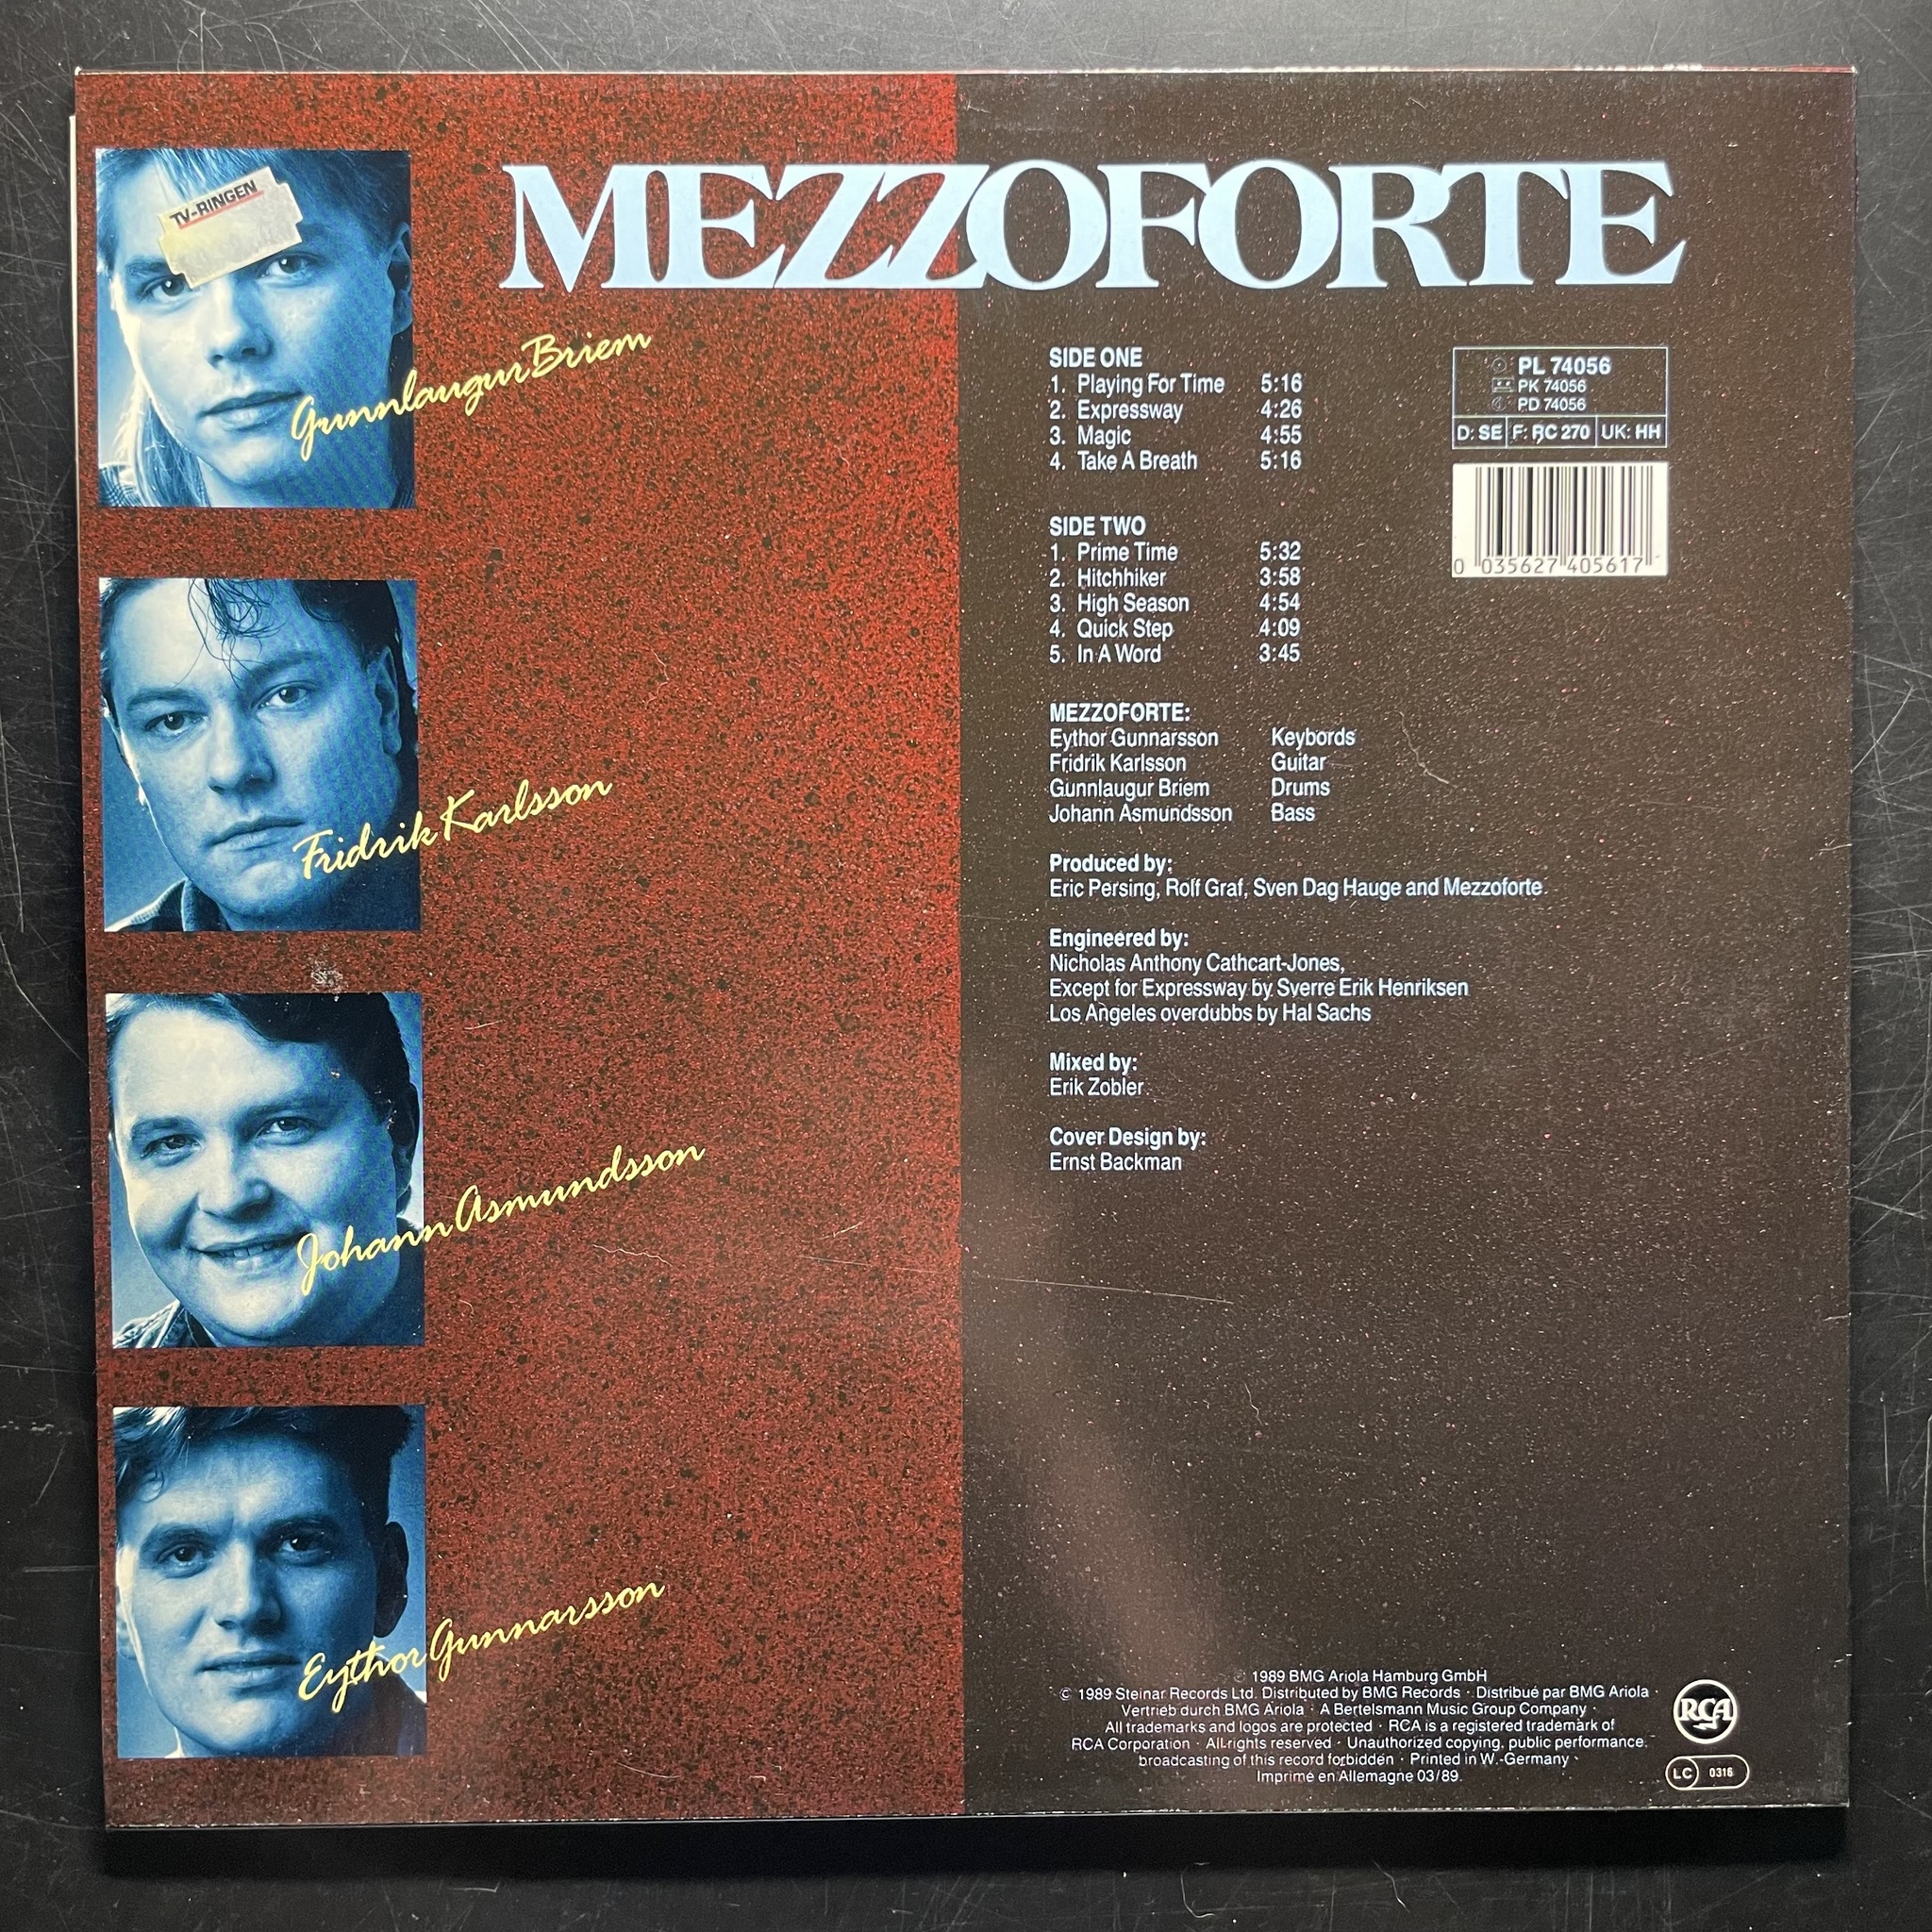 MEZZOFORTE
TV-RINGEN
Gunnlaugur Briem
Fridrik Karlsson
Johann Asmundsson
Eythor Gunnarsson
SIDE ONE
1. Playing For Time 5:16
2. Expressway 4:26
3. Magic 4:55
4. Take A Breath 5:16
SIDE TWO
1. Prime Time 5:32
2. Hitchhiker 3:58
3. High Season 4:54
4. Quick Step 4:09
5. In A Word 3:45
MEZZOFORTE:
Eythor Gunnarsson Keybords
Fridrik Karlsson Guitar
Gunnlaugur Briem Drums
Johann Asmundsson Bass
Produced by:
Eric Persing, Rolf Graf, Sven Dag Hauge and Mezzoforte.
Engineered by:
Nicholas Anthony Cathcart-Jones,
Except for Expressway by Sverre Erik Henriksen
Los Angeles overdubbs by Hal Sachs
Mixed by:
Erik Zobler
Cover Design by:
Ernst Backman
PL 74056
PK 74056
PD 74056
D: SE F: RC 270 UK: HH
0 035627 405617
1989 BMG Ariola Hamburg GmbH
© 1989 Steinar Records Ltd. Distributed by BMG Records · Distribué par BMG Ariola ·
Vertrieb durch BMG Ariola · A Bertelsmann Music Group Company ·
All trademarks and logos are protected · RCA is a registered trademark of
RCA Corporation · All rights reserved · Unauthorized copying, public performance,
broadcasting of this record forbidden · Printed in W.-Germany ·
Imprimé en Allemagne 03/89.
RCA
LC 0316